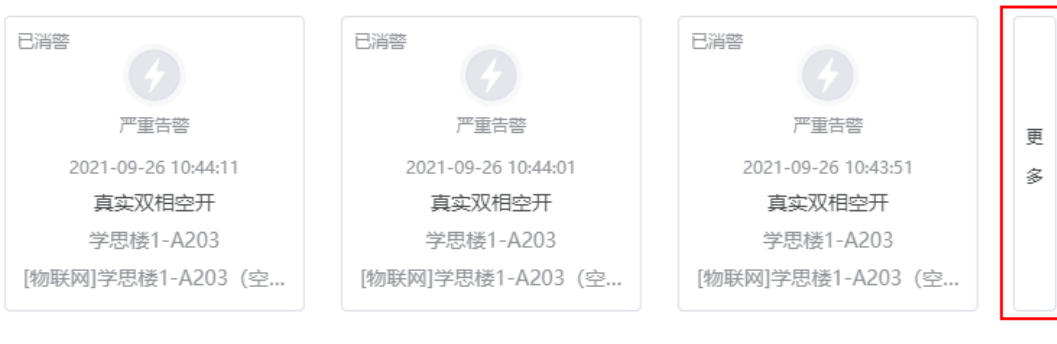 已消警
严重告警
2021-09-26 10:44:11
真实双相空开
学思楼1-A203
[物联网]学思楼1-A203（空...
已消警
严重告警
2021-09-26 10:44:01
真实双相空开
学思楼1-A203
[物联网]学思楼1-A203（空...
已消警
严重告警
2021-09-26 10:43:51
真实双相空开
学思楼1-A203
[物联网]学思楼1-A203（空...
更
多